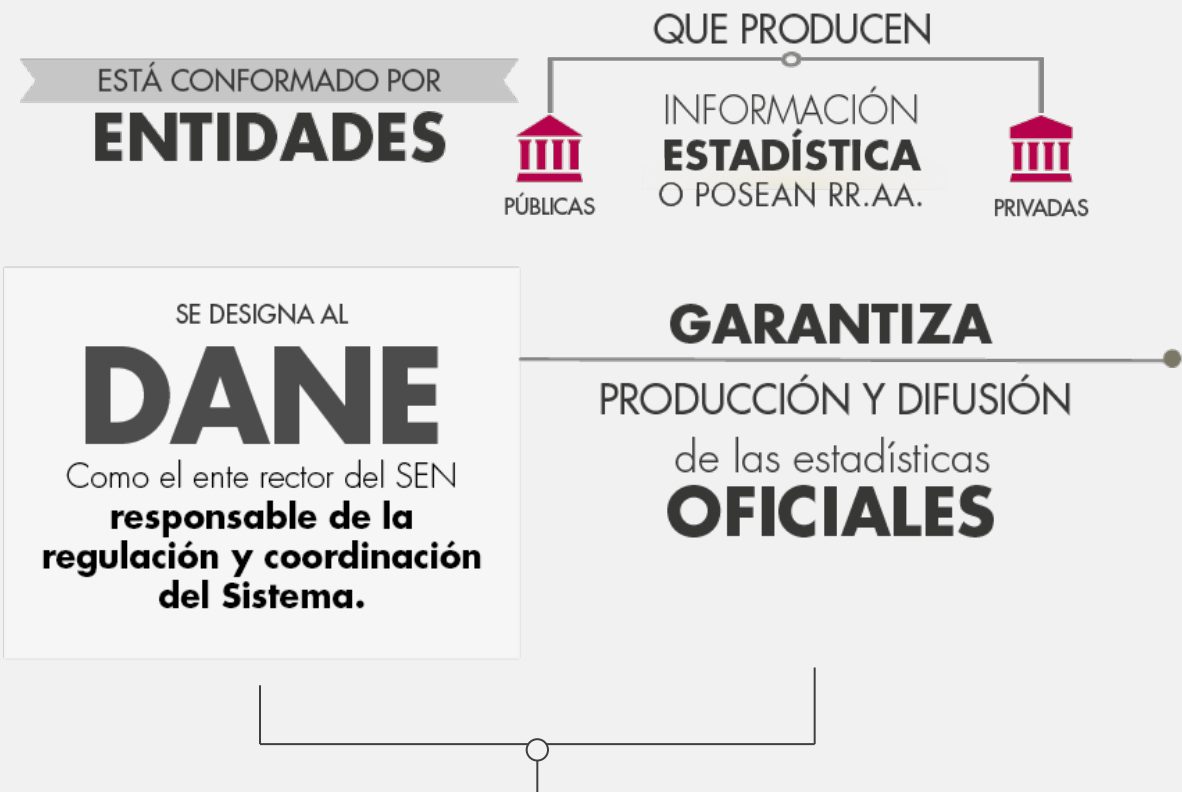 ESTÁ CONFORMADO POR
ENTIDADES
QUE PRODUCEN
PÚBLICAS
INFORMACIÓN
ESTADÍSTICA
O POSEAN RR.AA.
PRIVADAS
SE DESIGNA AL
DANE
Como el ente rector del SEN
responsable de la
regulación y coordinación
del Sistema.
GARANTIZA
PRODUCCIÓN Y DIFUSIÓN
de las estadísticas
OFICIALES